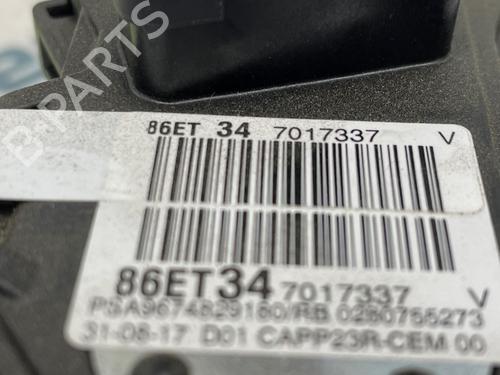 B-PARTS
86ET 34 7017337 V
86ET34 7017337 V
PSA9674829180/RB 0280755273
31-08-17 D01 CAPP23R-CEM 00